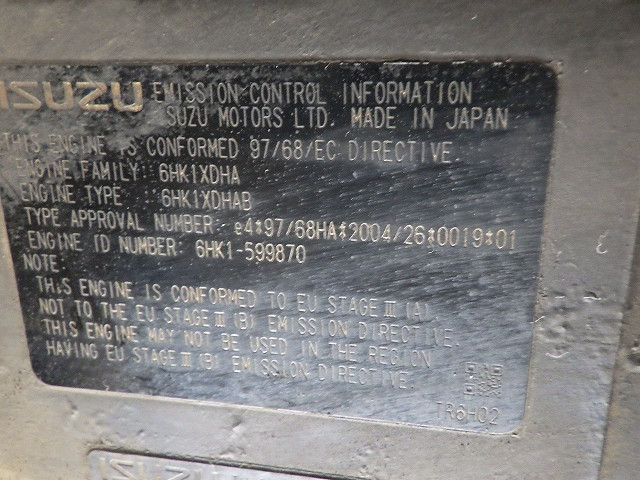 ISUZU EMISSION CONTROL INFORMATION
SUZU MOTORS LTD. MADE IN JAPAN
THIS ENGINE IS CONFORMED 97/68/EC DIRECTIVE.
ENGINE FAMILY: 6HK1XDHA
ENGINE TYPE : 6HK1XDHAB
TYPE APPROVAL NUMBER: e4*97/68HA*2004/26*0019*01
ENGINE ID NUMBER: 6HK1-599870
NOTE:
THIS ENGINE IS CONFORMED TO EU STAGE Ⅲ (A),
NOT TO THE EU STAGE Ⅲ (B) EMISSION DIRECTIVE.
THIS ENGINE MAY NOT BE USED IN THE REGION
HAVING EU STAGE Ⅲ (B) EMISSION DIRECTIVE.
TR6-02
ISUZU